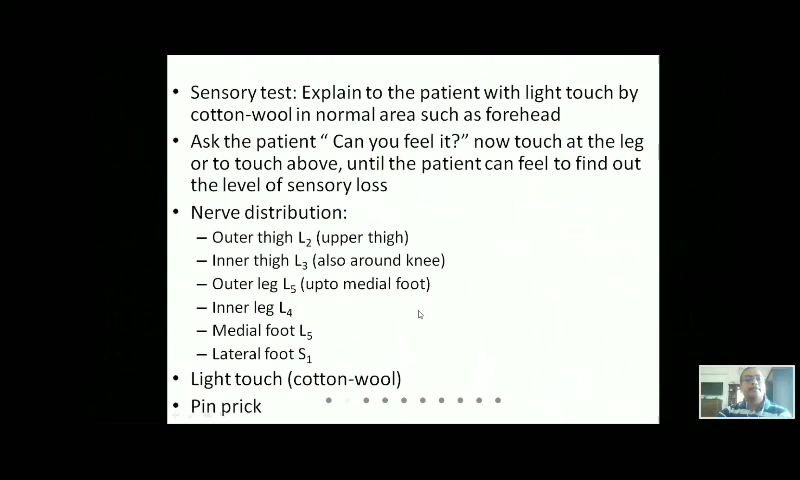 • Sensory test: Explain to the patient with light touch by
cotton-wool in normal area such as forehead
• Ask the patient “ Can you feel it?” now touch at the leg
or to touch above, until the patient can feel to find out
the level of sensory loss
• Nerve distribution:
– Outer thigh L₂ (upper thigh)
– Inner thigh L₃ (also around knee)
– Outer leg L₅ (upto medial foot)
– Inner leg L₄
– Medial foot L₅
– Lateral foot S₁
• Light touch (cotton-wool)
• Pin prick